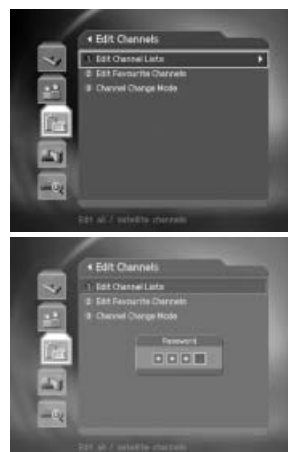 Edit Channels
1 Edit Channel Lists
2 Edit Favourite Channels
3 Channel Change Mode
Edit all / satellite channels
Edit Channels
1 Edit Channel Lists
2 Edit Favourite Channels
3 Channel Change Mode
Password
Edit all / satellite channels